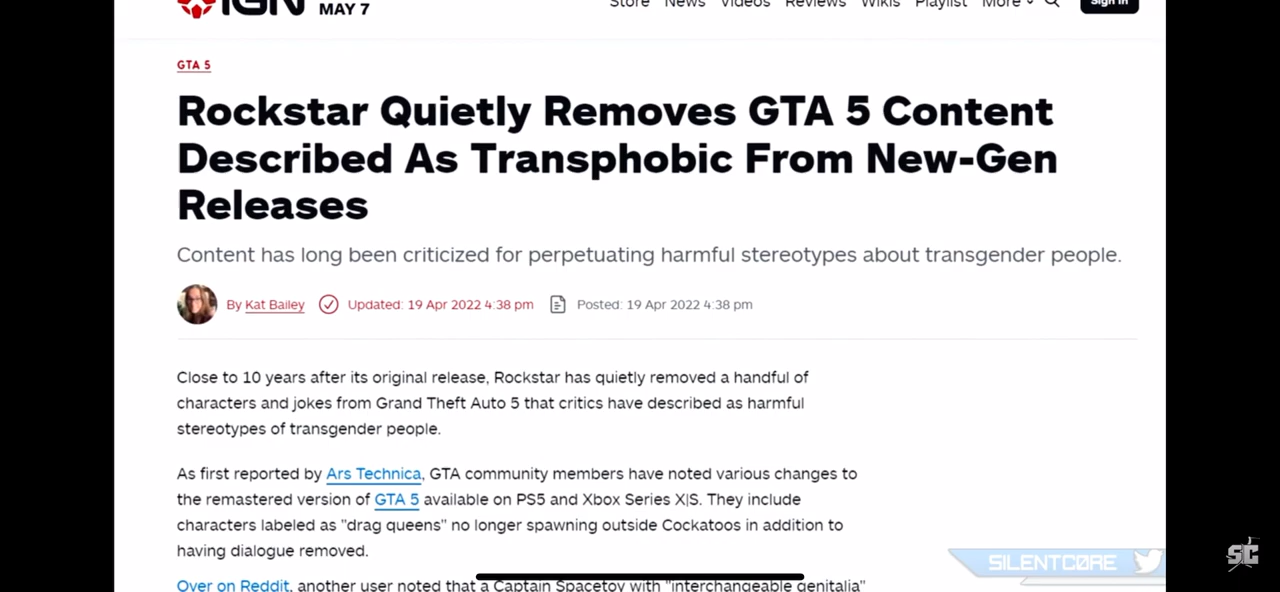 IGN MAY 7 Store News Videos Reviews Wikis Playlist More Sign In
GTA 5
Rockstar Quietly Removes GTA 5 Content
Described As Transphobic From New-Gen
Releases
Content has long been criticized for perpetuating harmful stereotypes about transgender people.
By Kat Bailey Updated: 19 Apr 2022 4:38 pm Posted: 19 Apr 2022 4:38 pm
Close to 10 years after its original release, Rockstar has quietly removed a handful of
characters and jokes from Grand Theft Auto 5 that critics have described as harmful
stereotypes of transgender people.
As first reported by Ars Technica, GTA community members have noted various changes to
the remastered version of GTA 5 available on PS5 and Xbox Series X|S. They include
characters labeled as "drag queens" no longer spawning outside Cockatoos in addition to
having dialogue removed.
Over on Reddit, another user noted that a Captain Spacetoy with "interchangeable genitalia"
SILENTCORE
SC